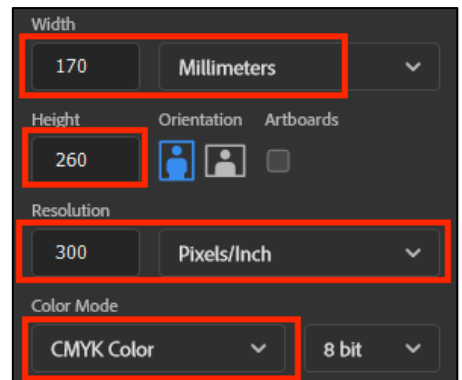 Width
170 Millimeters
Height Orientation Artboards
260
Resolution
300 Pixels/Inch
Color Mode
CMYK Color 8 bit